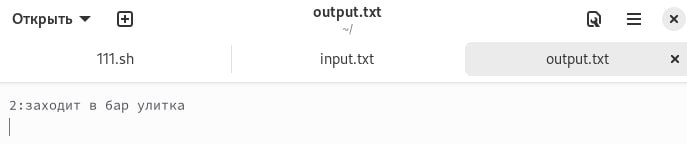 Открыть
output.txt
~/
111.sh
input.txt
output.txt
2:заходит в бар улитка